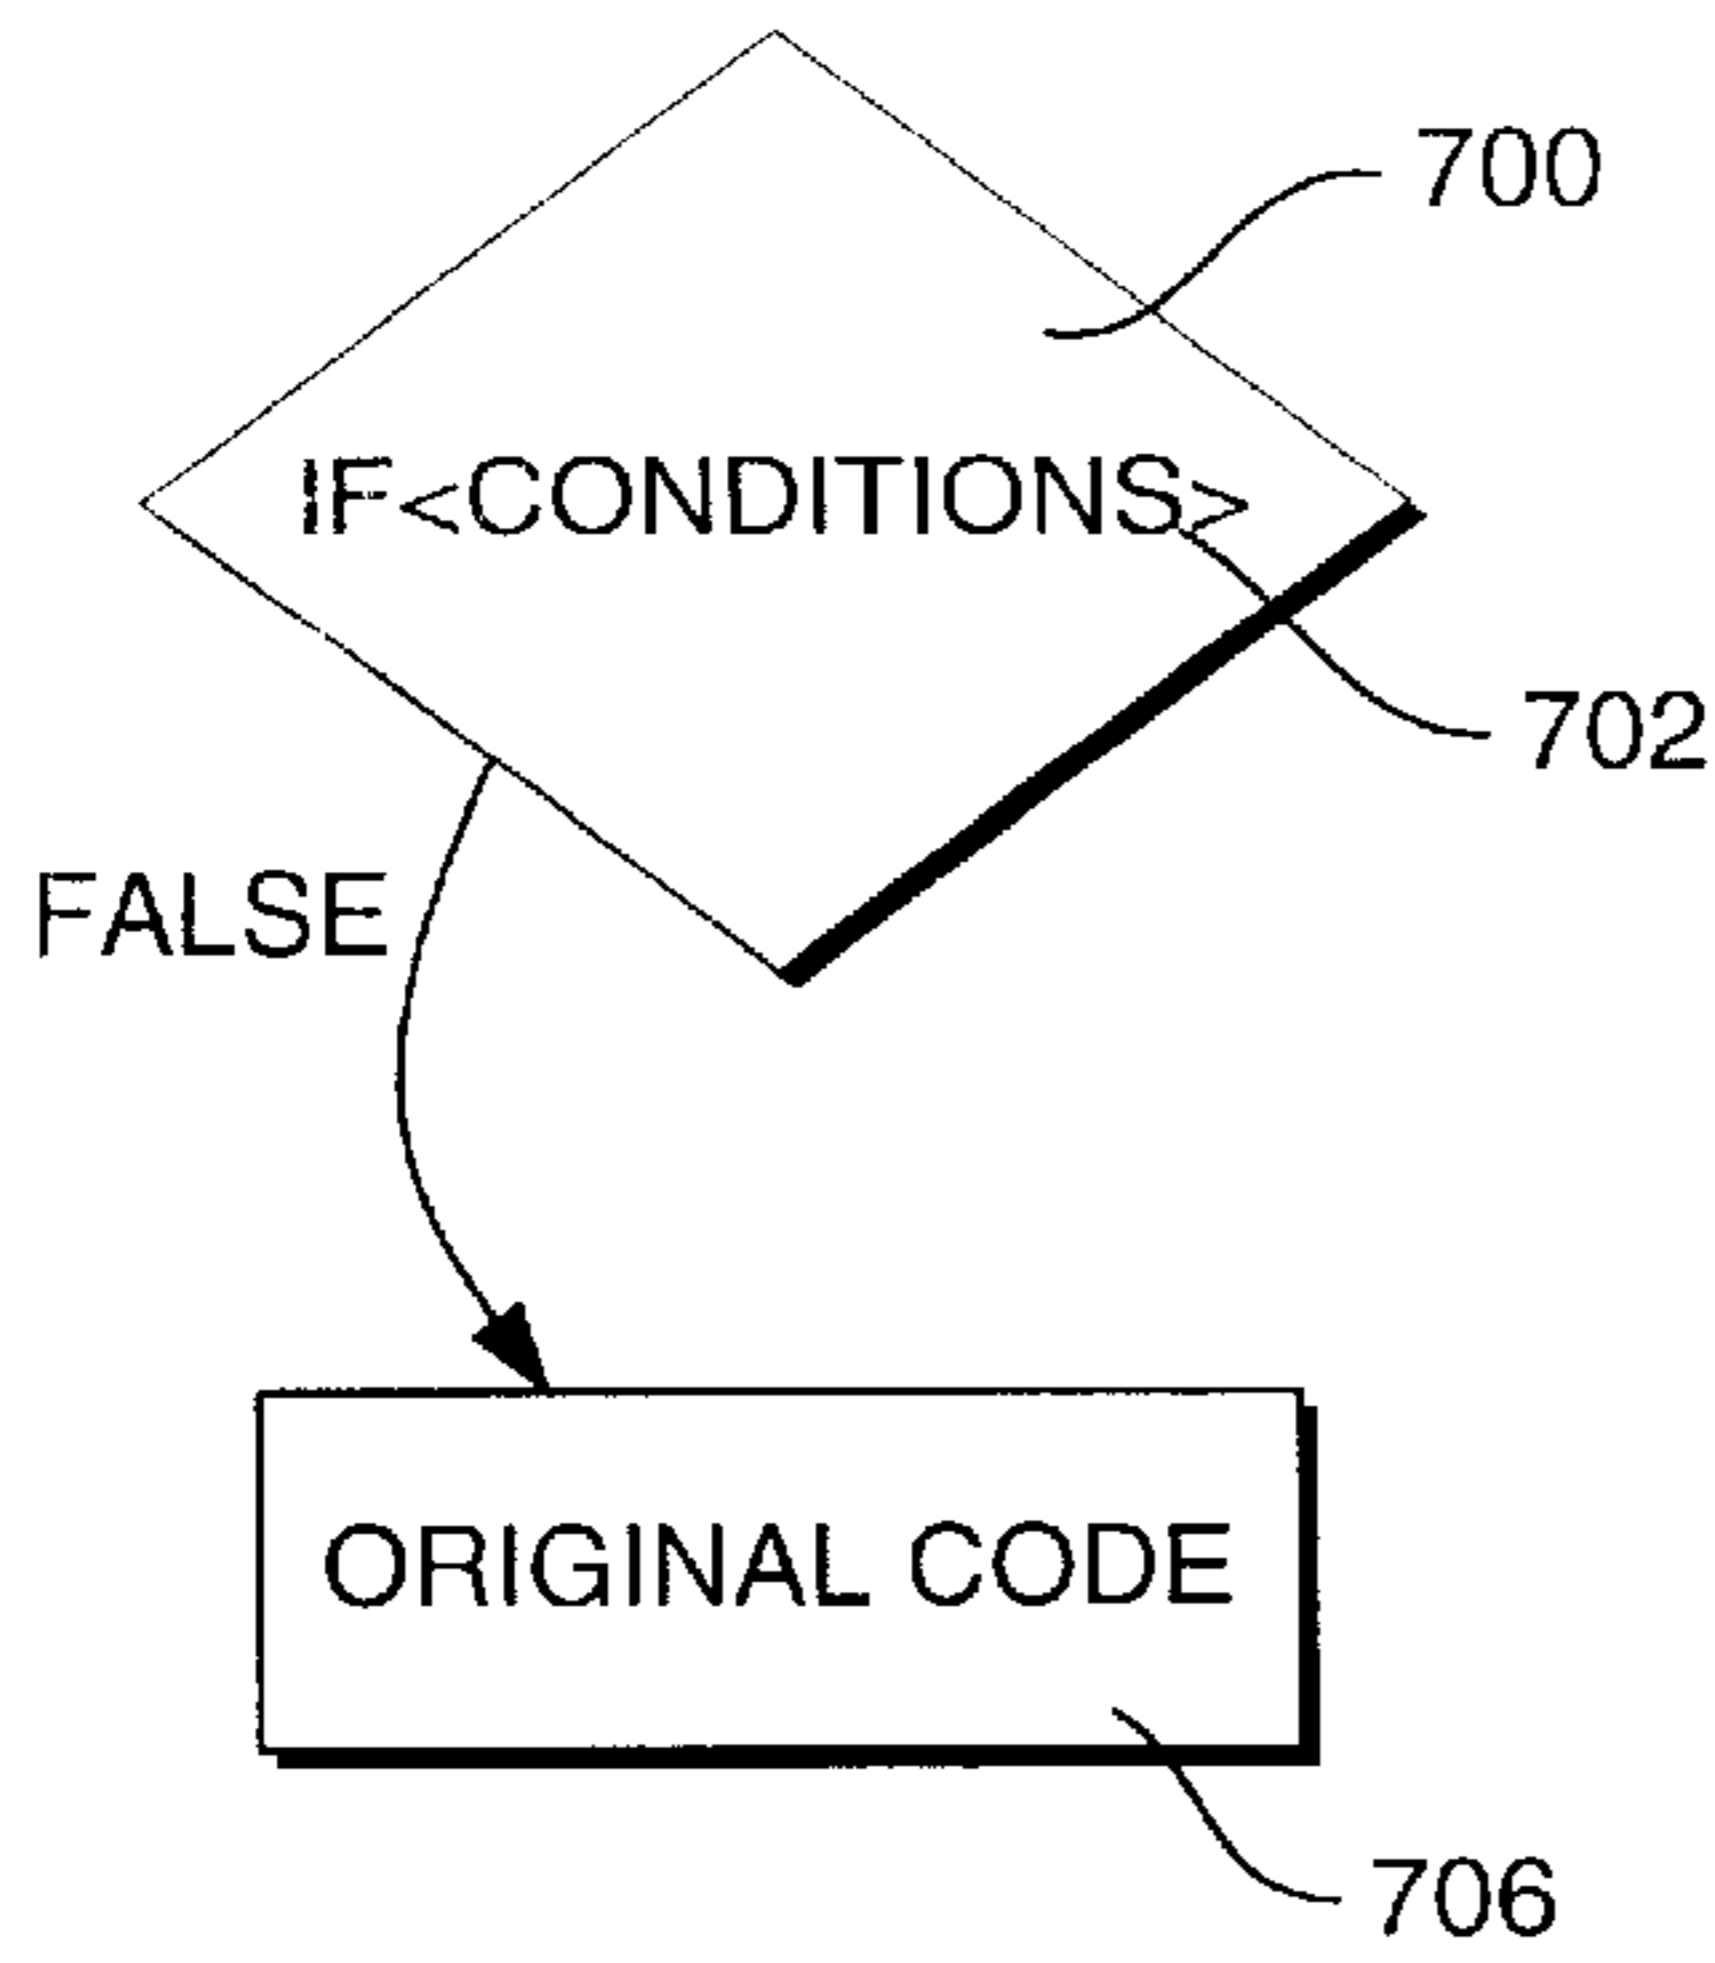 700
IF<CONDITIONS>
702
FALSE
ORIGINAL CODE
706